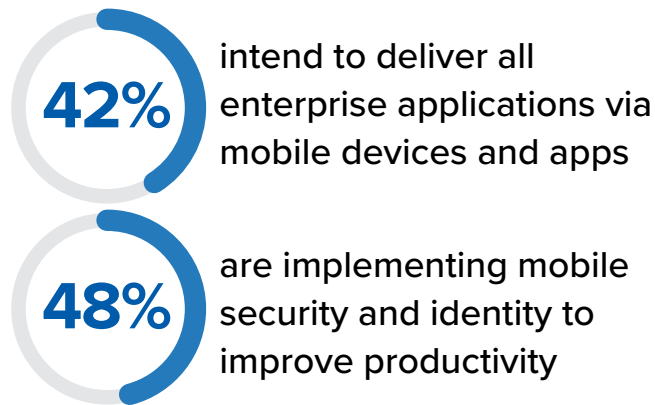 42%
intend to deliver all
enterprise applications via
mobile devices and apps
48%
are implementing mobile
security and identity to
improve productivity